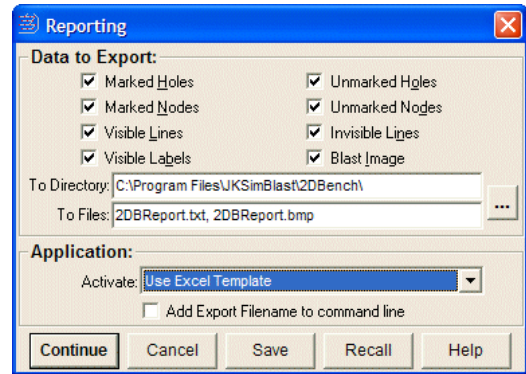 Reporting
Data to Export:
Marked Holes Unmarked Holes
Marked Nodes Unmarked Nodes
Visible Lines Invisible Lines
Visible Labels Blast Image
To Directory: C:\Program Files\JKSimBlast\2DBench\
...
To Files: 2DBReport.txt, 2DBReport.bmp
Application:
Activate: Use Excel Template
Add Export Filename to command line
Continue Cancel Save Recall Help